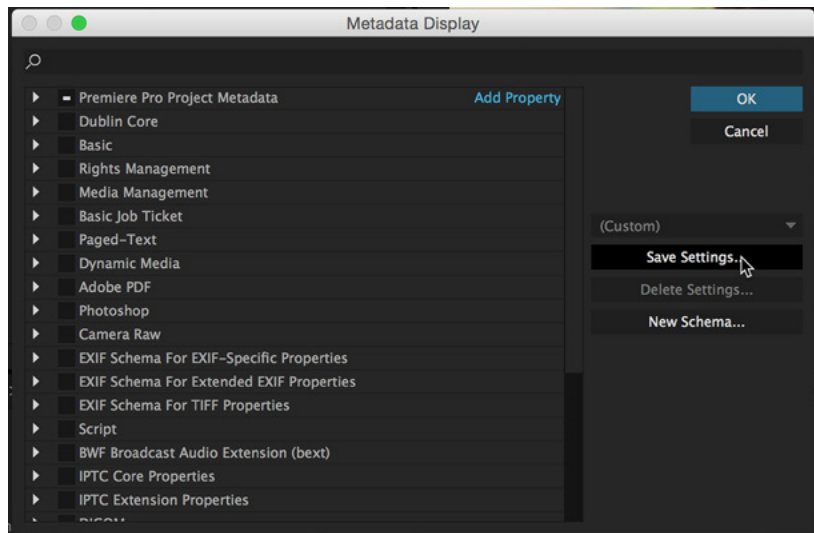 Metadata Display
Premiere Pro Project Metadata Add Property
Dublin Core
Basic
Rights Management
Media Management
Basic Job Ticket
Paged-Text
Dynamic Media
Adobe PDF
Photoshop
Camera Raw
EXIF Schema For EXIF-Specific Properties
EXIF Schema For Extended EXIF Properties
EXIF Schema For TIFF Properties
Script
BWF Broadcast Audio Extension (bext)
IPTC Core Properties
IPTC Extension Properties
DICOM
OK
Cancel
(Custom)
Save Settings...
Delete Settings...
New Schema...